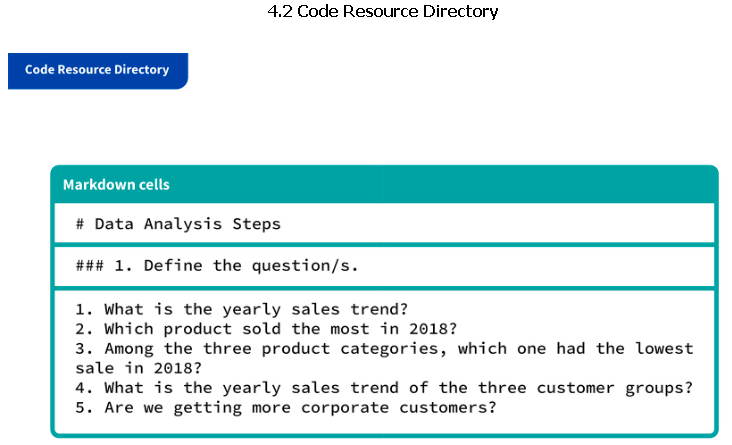 4.2 Code Resource Directory
Code Resource Directory
Markdown cells
# Data Analysis Steps
### 1. Define the question/s.
1. What is the yearly sales trend?
2. Which product sold the most in 2018?
3. Among the three product categories, which one had the lowest
sale in 2018?
4. What is the yearly sales trend of the three customer groups?
5. Are we getting more corporate customers?